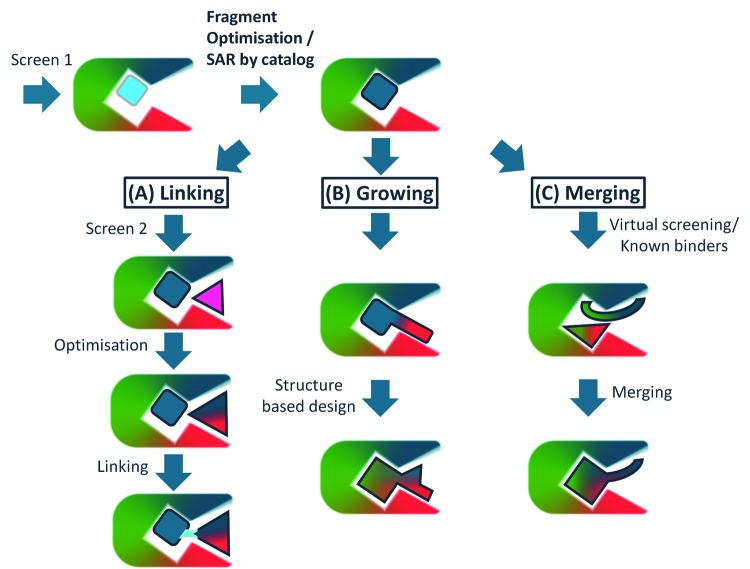 Screen 1
Fragment
Optimisation /
SAR by catalog
(A) Linking
(B) Growing
(C) Merging
Screen 2
Virtual screening/
Known binders
Optimisation
Structure
based design
Merging
Linking